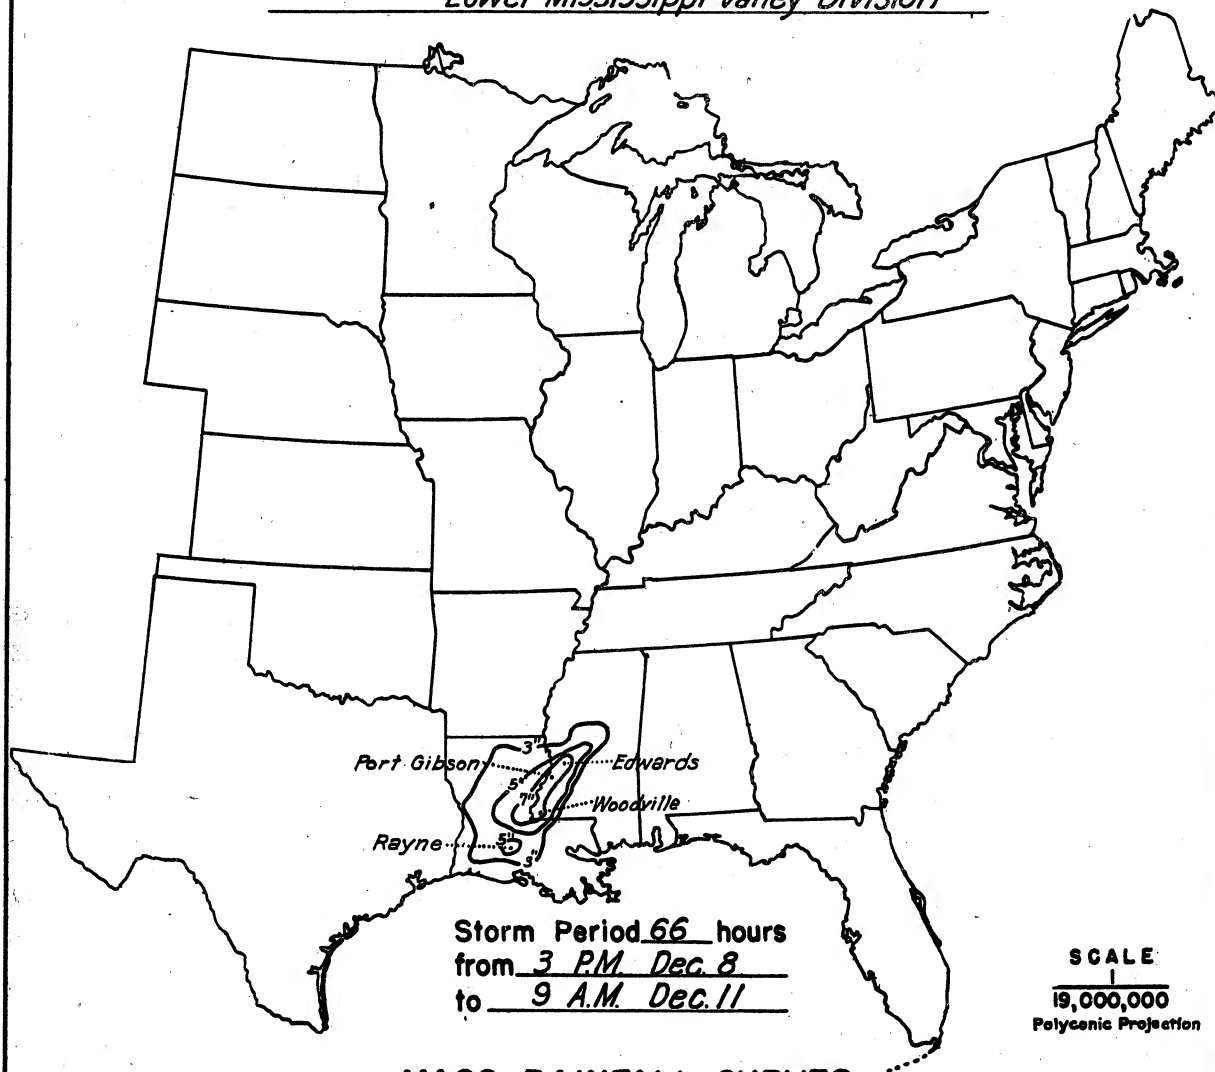 Lower Mississippi Valley Division
3"
Port Gibson
Edwards
5"
7"
Woodville
Rayne
5"
3"
Storm Period 66 hours
from 3 P.M. Dec. 8
to 9 A.M. Dec. 11
SCALE
1
19,000,000
Polyconic Projection
MASS RAINFALL CURVES